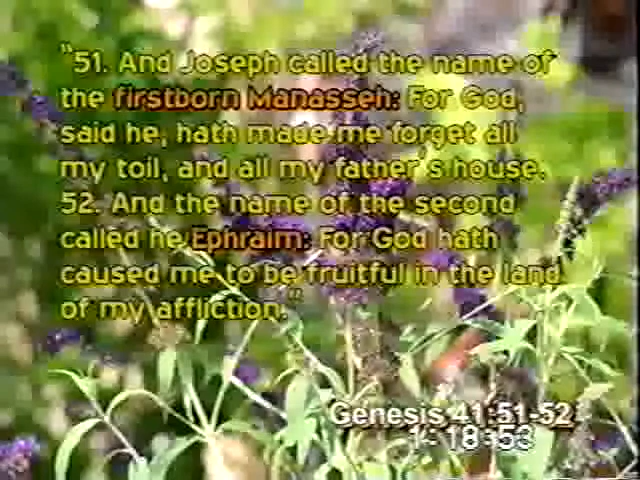 "51. And Joseph called the name of
the firstborn Manasseh: For God,
said he, hath made me forget all
my toil, and all my father's house.
52. And the name of the second
called he Ephraim: For God hath
caused me to be fruitful in the land
of my affliction."
Genesis 41:51-52
1:18:53